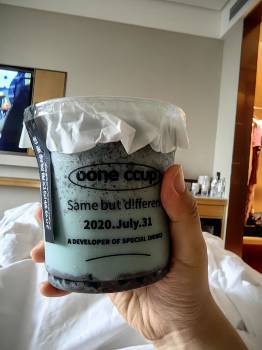 oone ccup
Same but differen
2020.July.31
A DEVELOPER OF SPECIAL DRINKS